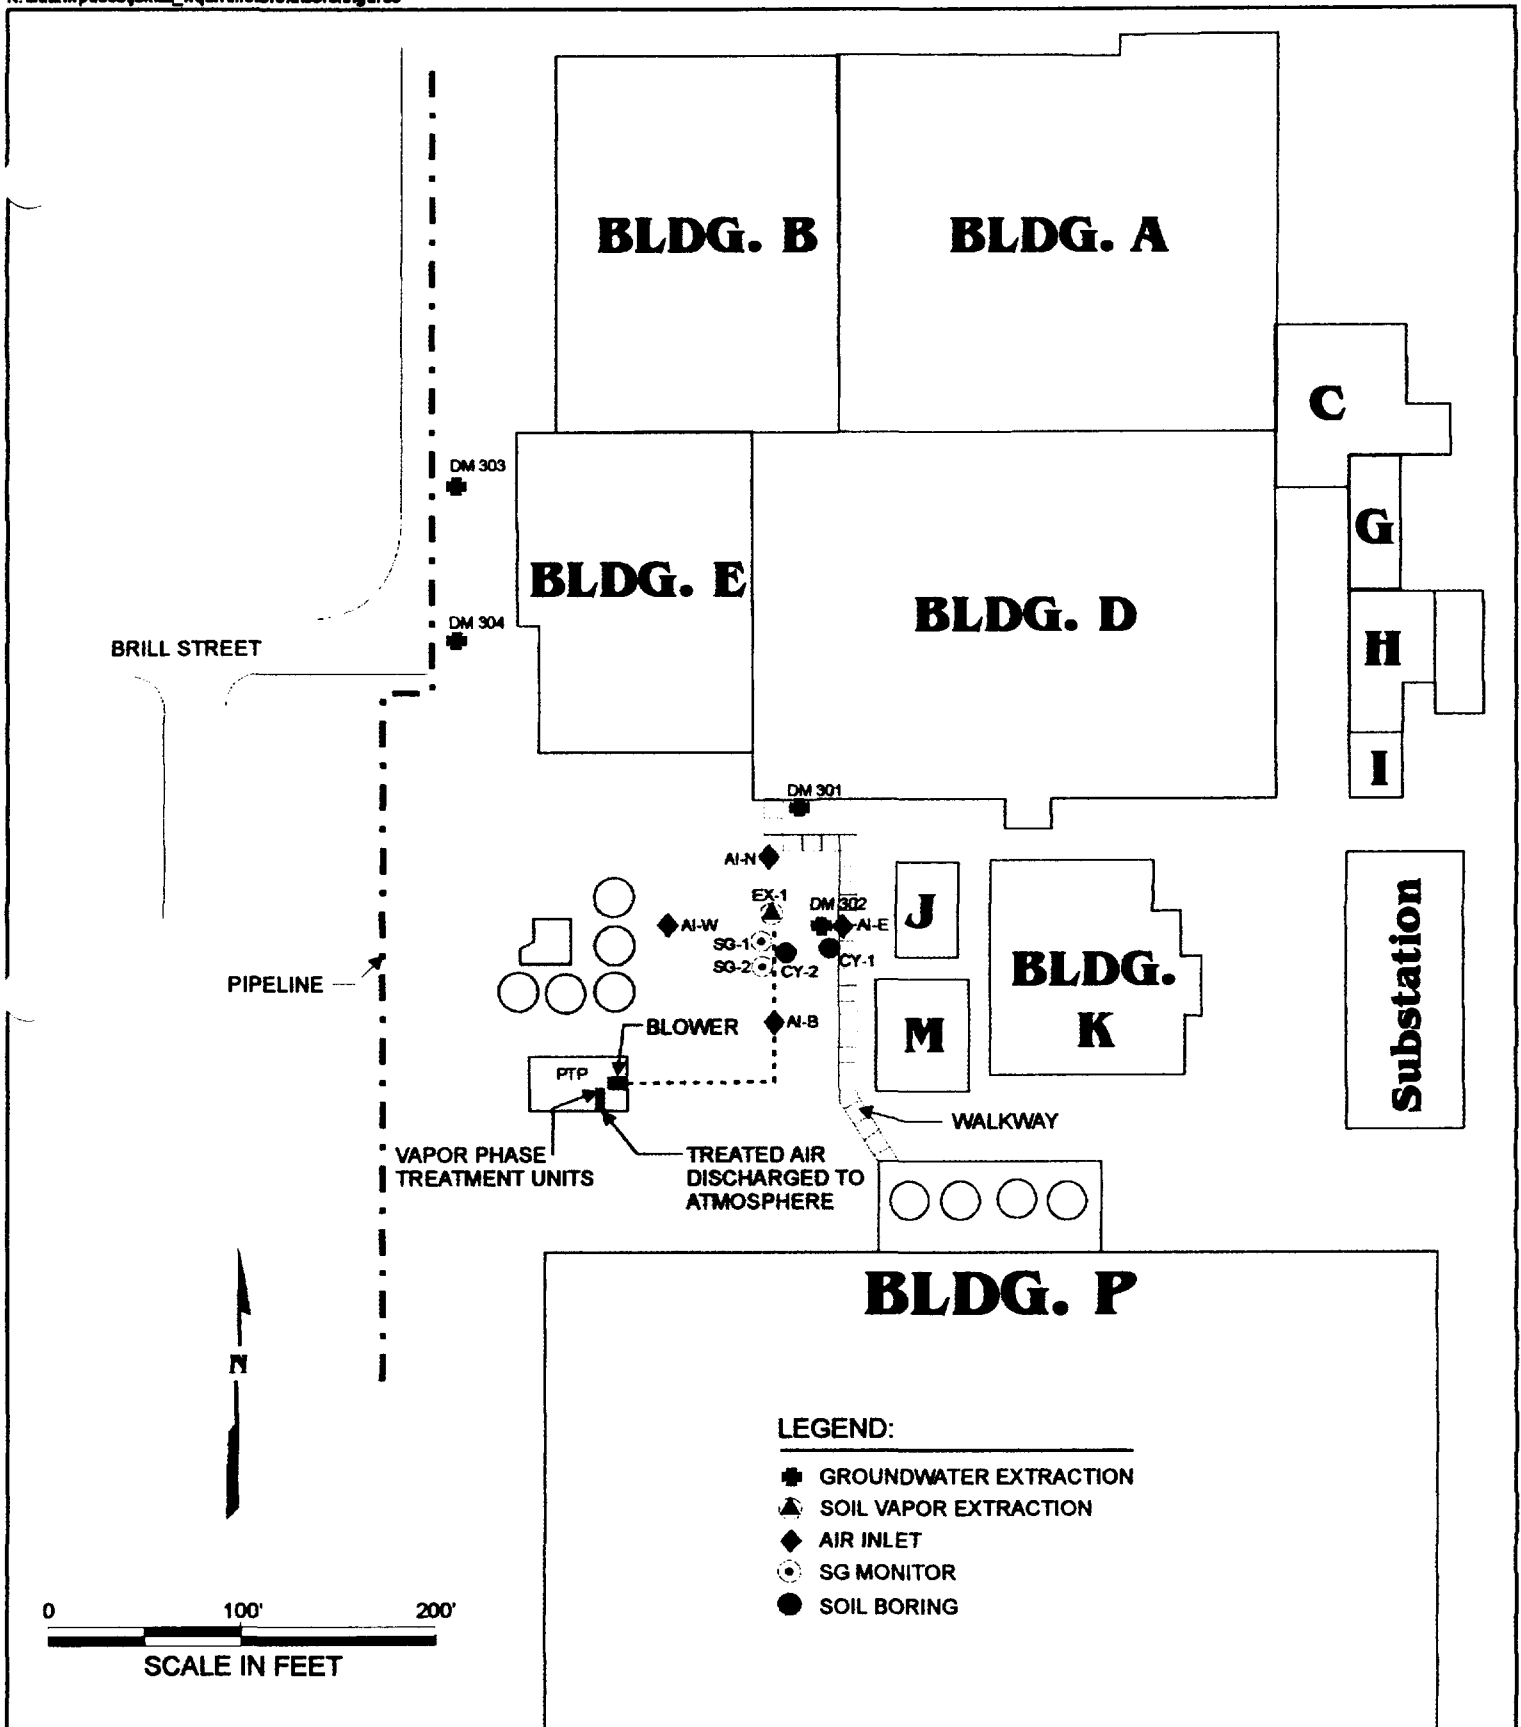 BLDG. B
BLDG. A
C
DM 303
G
BLDG. E
BLDG. D
DM 304
BRILL STREET
H
I
DM 301
AI-N
EX-1
DM 302
J
AI-W
AI-E
SG-1
CY-1
SG-2
CY-2
BLDG.
K
Substation
PIPELINE
AI-B
BLOWER
M
PTP
WALKWAY
VAPOR PHASE
TREATMENT UNITS
TREATED AIR
DISCHARGED TO
ATMOSPHERE
BLDG. P
N
LEGEND:
GROUNDWATER EXTRACTION
SOIL VAPOR EXTRACTION
AIR INLET
SG MONITOR
SOIL BORING
0 100' 200'
SCALE IN FEET